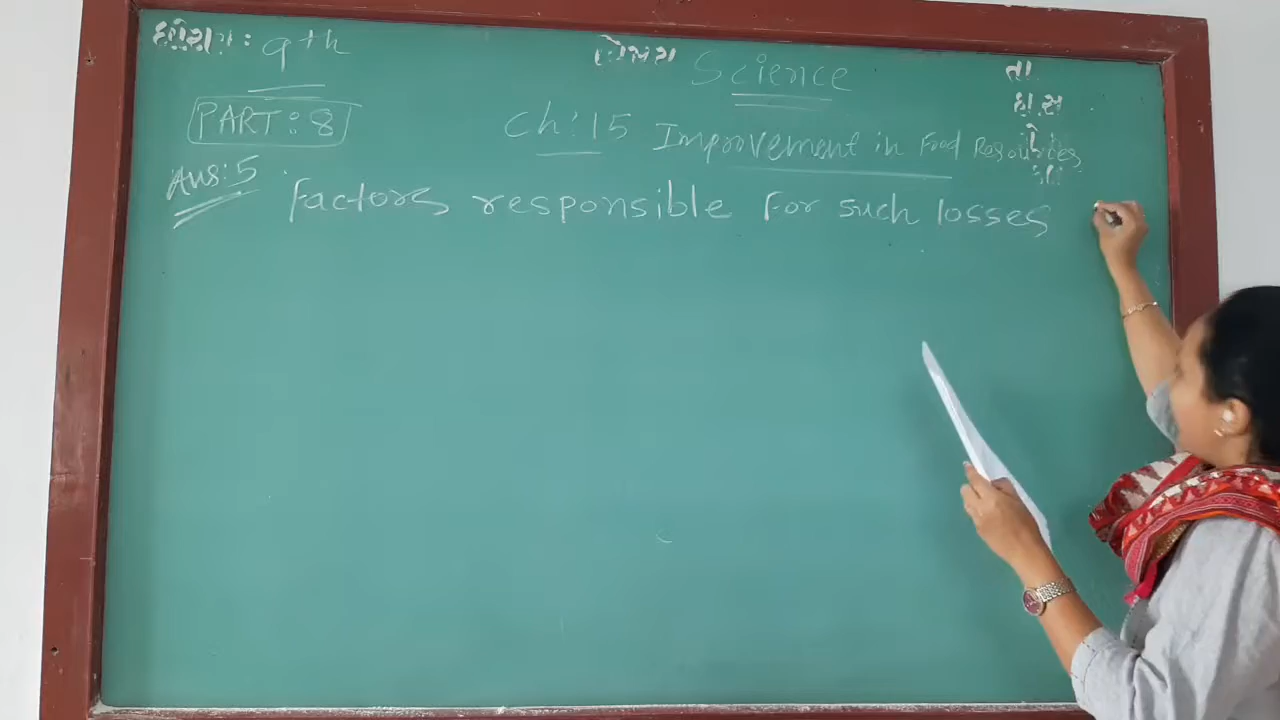 ધોરણ: 9th
વિષય Science
તા
PART: 8
Ch: 15 Improvement in Food Resources
હાજર
Ans: 5 Factors responsible for such losses